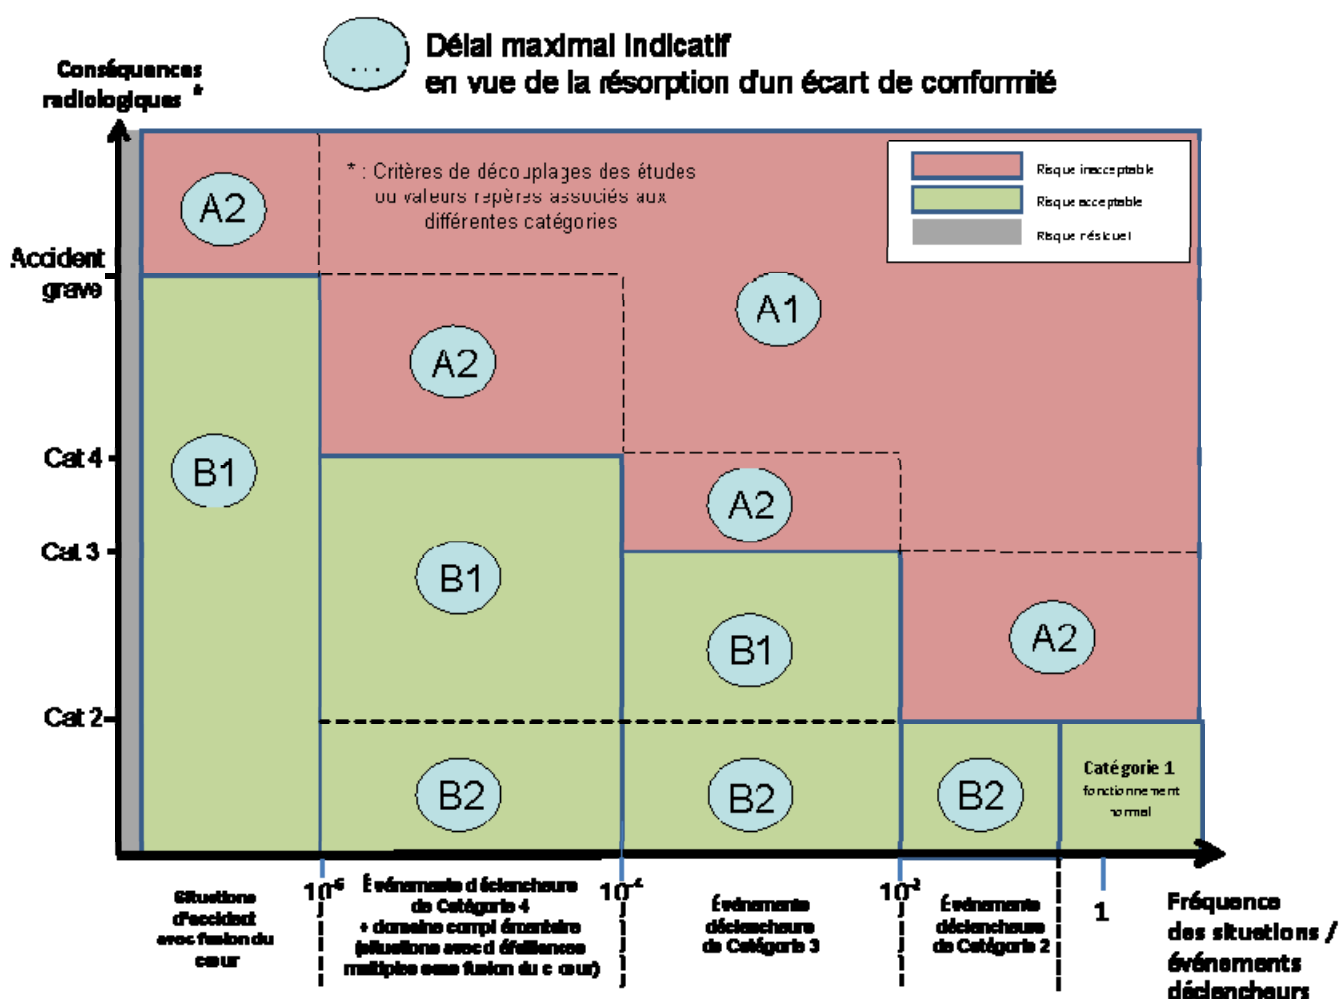 ...
Délai maximal indicatif
en vue de la résorption d'un écart de conformité
Conséquences
radiologiques *
* : Critères de découplages des études
ou valeurs repères associés aux
différentes catégories
Risque inacceptable
Risque acceptable
Risque résiduel
A2
A1
A2
A2
A2
B1
B1
B1
B2
B2
B2
Catégorie 1
fonctionnement
normal
Accident
grave
Cat 4
Cat 3
Cat 2
10-6
10-4
10-2
1
Situations
d'accident
avec fusion du
cœur
Événements déclencheurs
de Catégorie 4
+ domaine complémentaire
(situations avec défaillances
multiples sans fusion du cœur)
Événements
déclencheurs
de Catégorie 3
Événements
déclencheurs
de Catégorie 2
Fréquence
des situations /
événements
déclencheurs